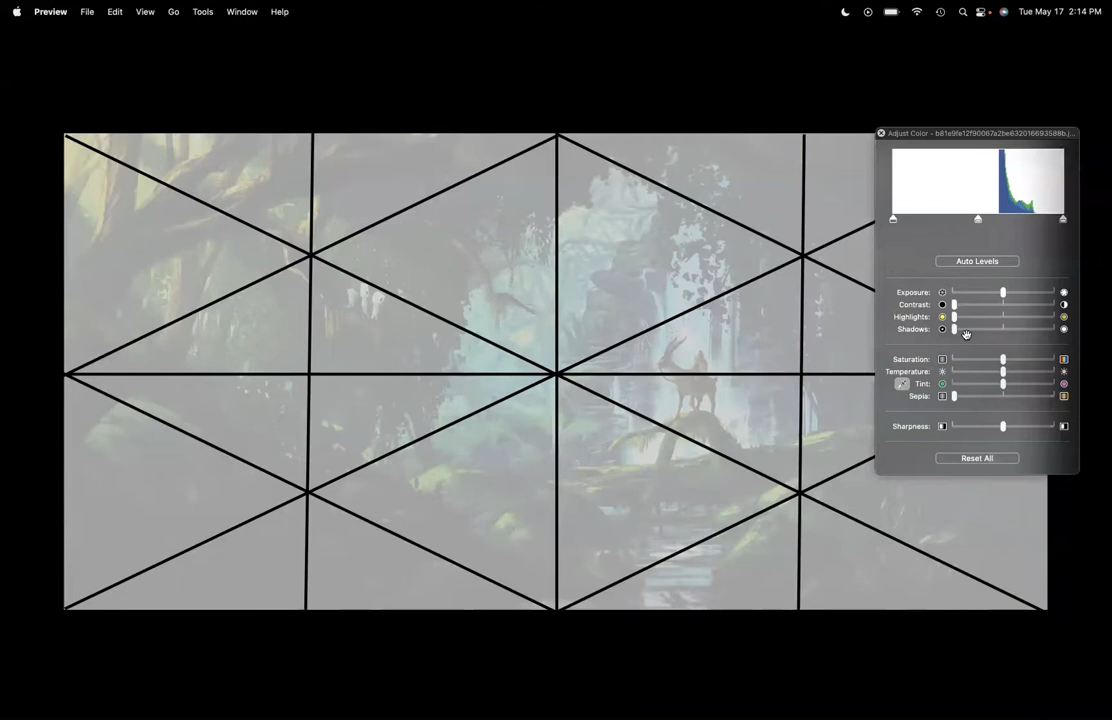 Preview File Edit View Go Tools Window Help Tue May 17 2:14 PM
Adjust Color - b81e9fe12f90067a2be632016693588b.j...
Auto Levels
Exposure:
Contrast:
Highlights:
Shadows:
Saturation:
Temperature:
Tint:
Sepia:
Sharpness:
Reset All